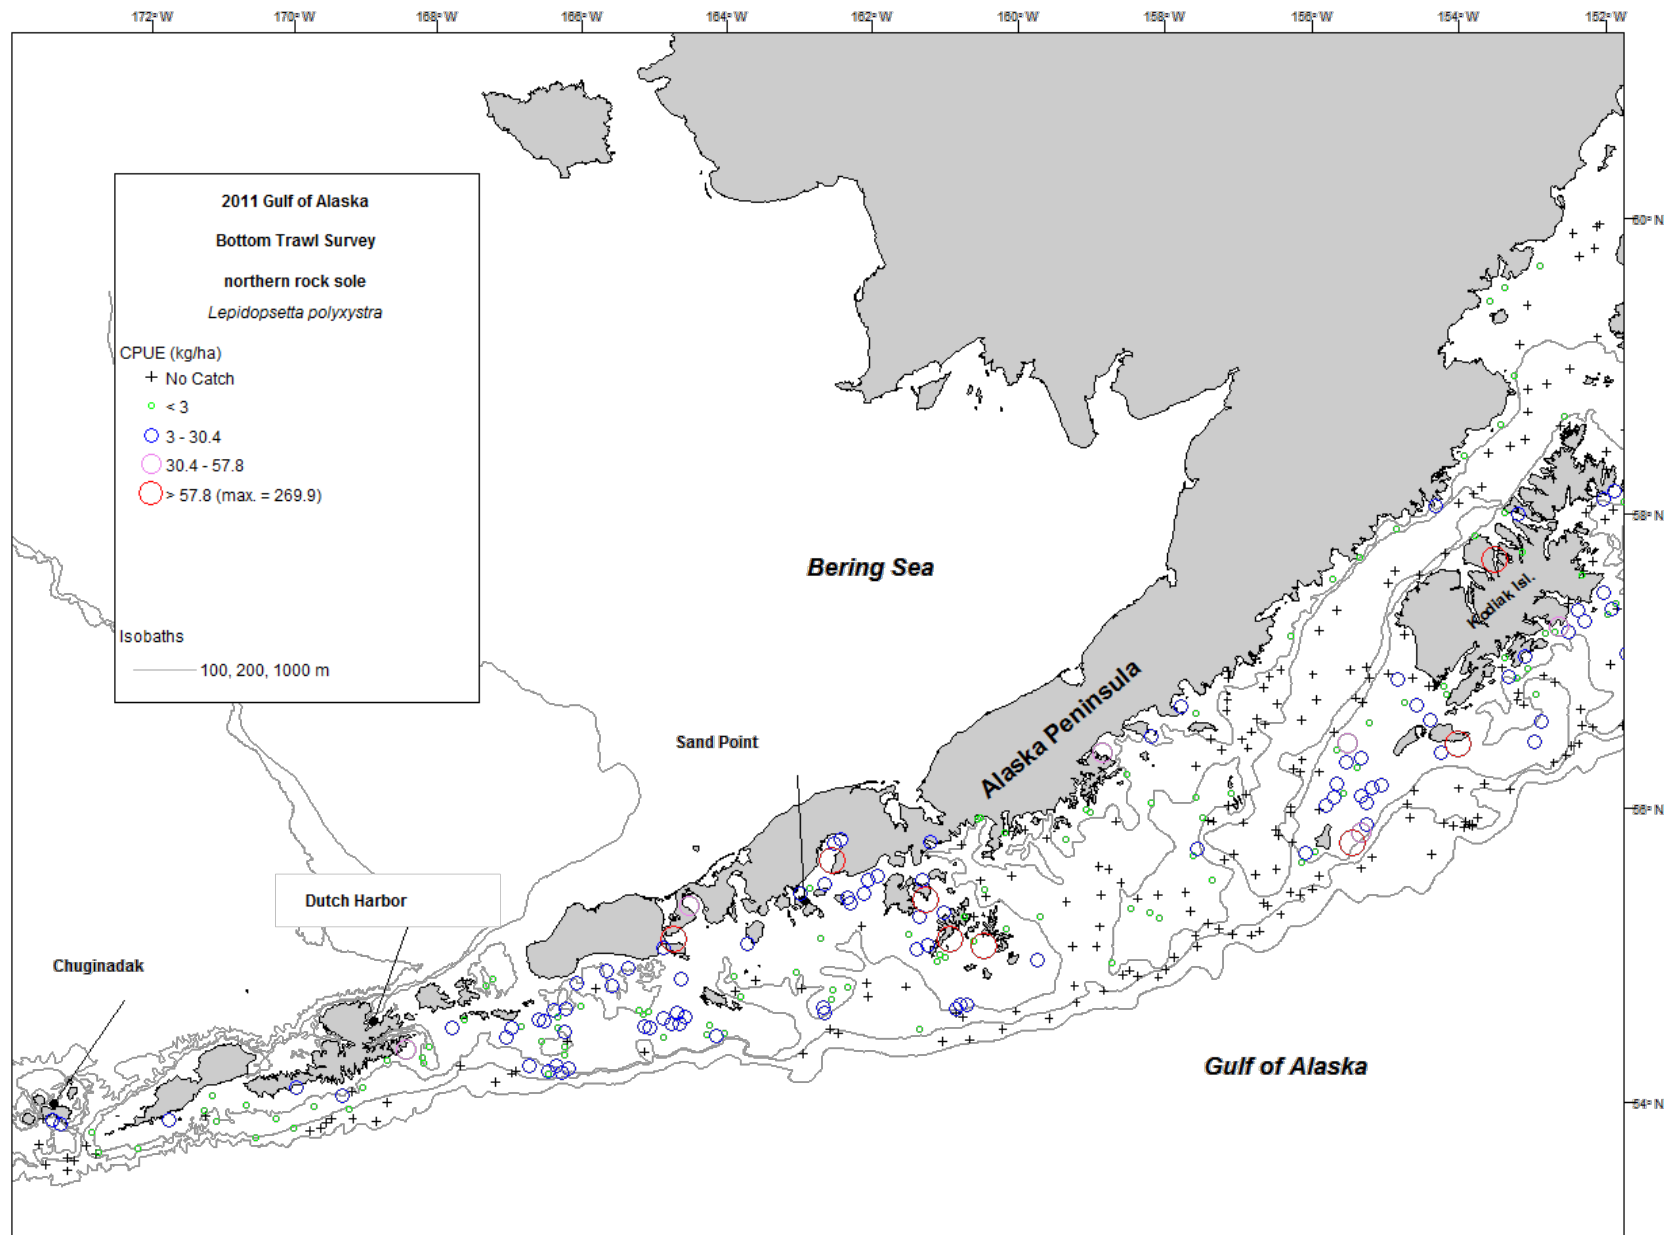 172° W 170° W 168° W 166° W 164° W 162° W 160° W 158° W 156° W 154° W 152° W
60° N
2011 Gulf of Alaska
Bottom Trawl Survey
northern rock sole
Lepidopsetta polyxystra
CPUE (kg/ha)
No Catch
< 3
3 - 30.4
30.4 - 57.8
> 57.8 (max. = 269.9)
Isobaths
100, 200, 1000 m
58° N
Bering Sea
Kodiak Isl.
Alaska Peninsula
Sand Point
56° N
Dutch Harbor
Chuginadak
Gulf of Alaska
54° N